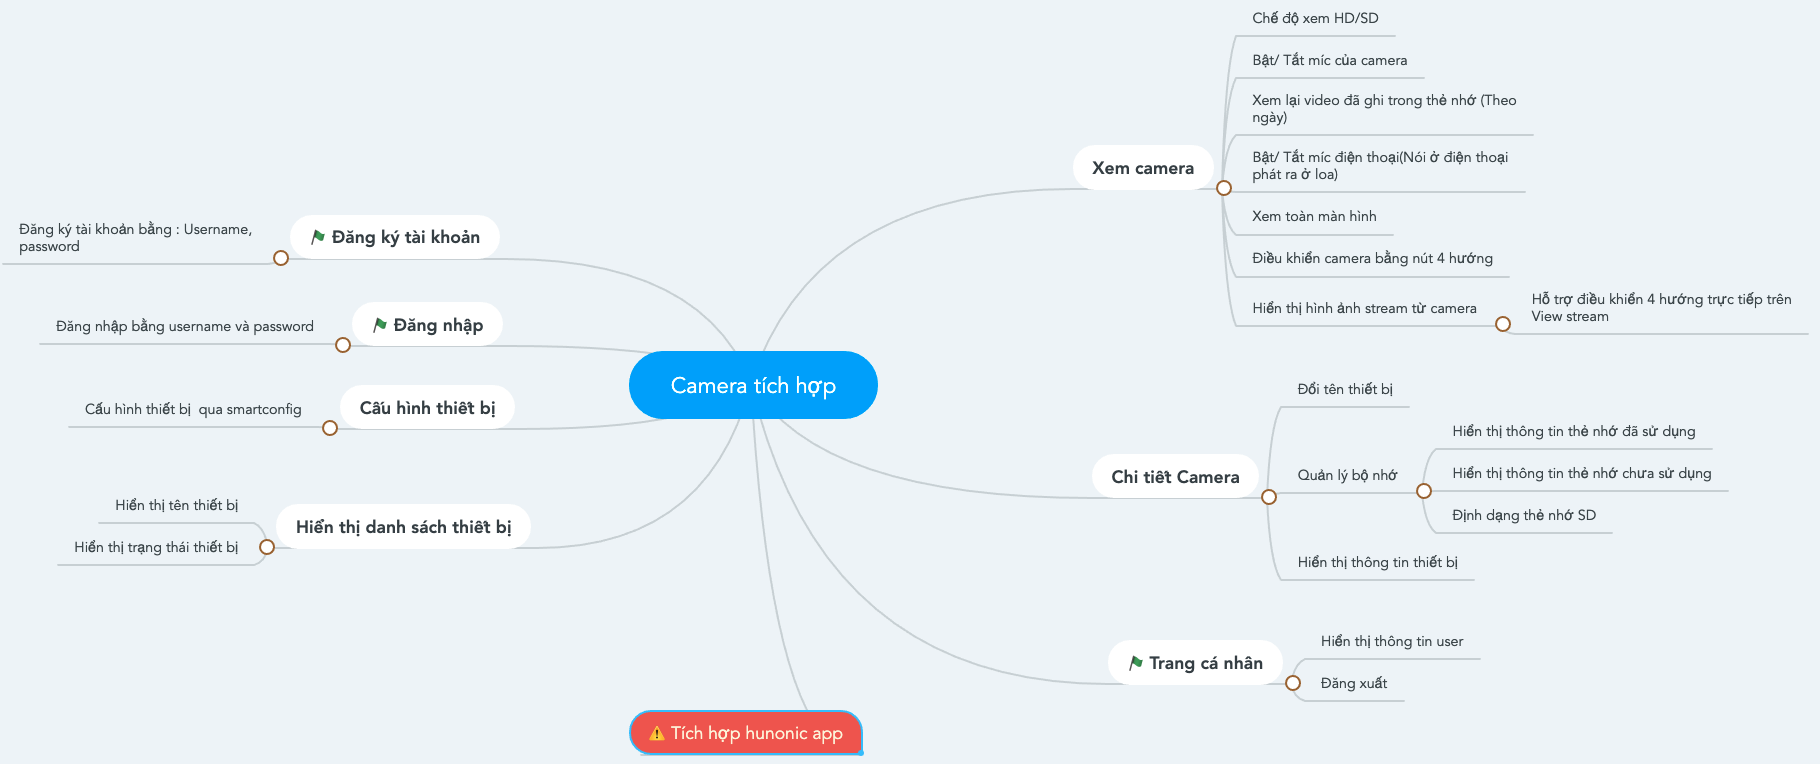 Camera tích hợp
Xem camera
Chế độ xem HD/SD
Bật/ Tắt míc của camera
Xem lại video đã ghi trong thẻ nhớ (Theo
ngày)
Bật/ Tắt míc điện thoại(Nói ở điện thoại
phát ra ở loa)
Xem toàn màn hình
Điều khiển camera bằng nút 4 hướng
Hiển thị hình ảnh stream từ camera
Hỗ trợ điều khiển 4 hướng trực tiếp trên
View stream
Chi tiết Camera
Đổi tên thiết bị
Quản lý bộ nhớ
Hiển thị thông tin thẻ nhớ đã sử dụng
Hiển thị thông tin thẻ nhớ chưa sử dụng
Định dạng thẻ nhớ SD
Hiển thị thông tin thiết bị
Trang cá nhân
Hiển thị thông tin user
Đăng xuất
Tích hợp hunonic app
Đăng ký tài khoản
Đăng ký tài khoản bằng : Username,
password
Đăng nhập
Đăng nhập bằng username và password
Cấu hình thiết bị
Cấu hình thiết bị  qua smartconfig
Hiển thị danh sách thiết bị
Hiển thị tên thiết bị
Hiển thị trạng thái thiết bị